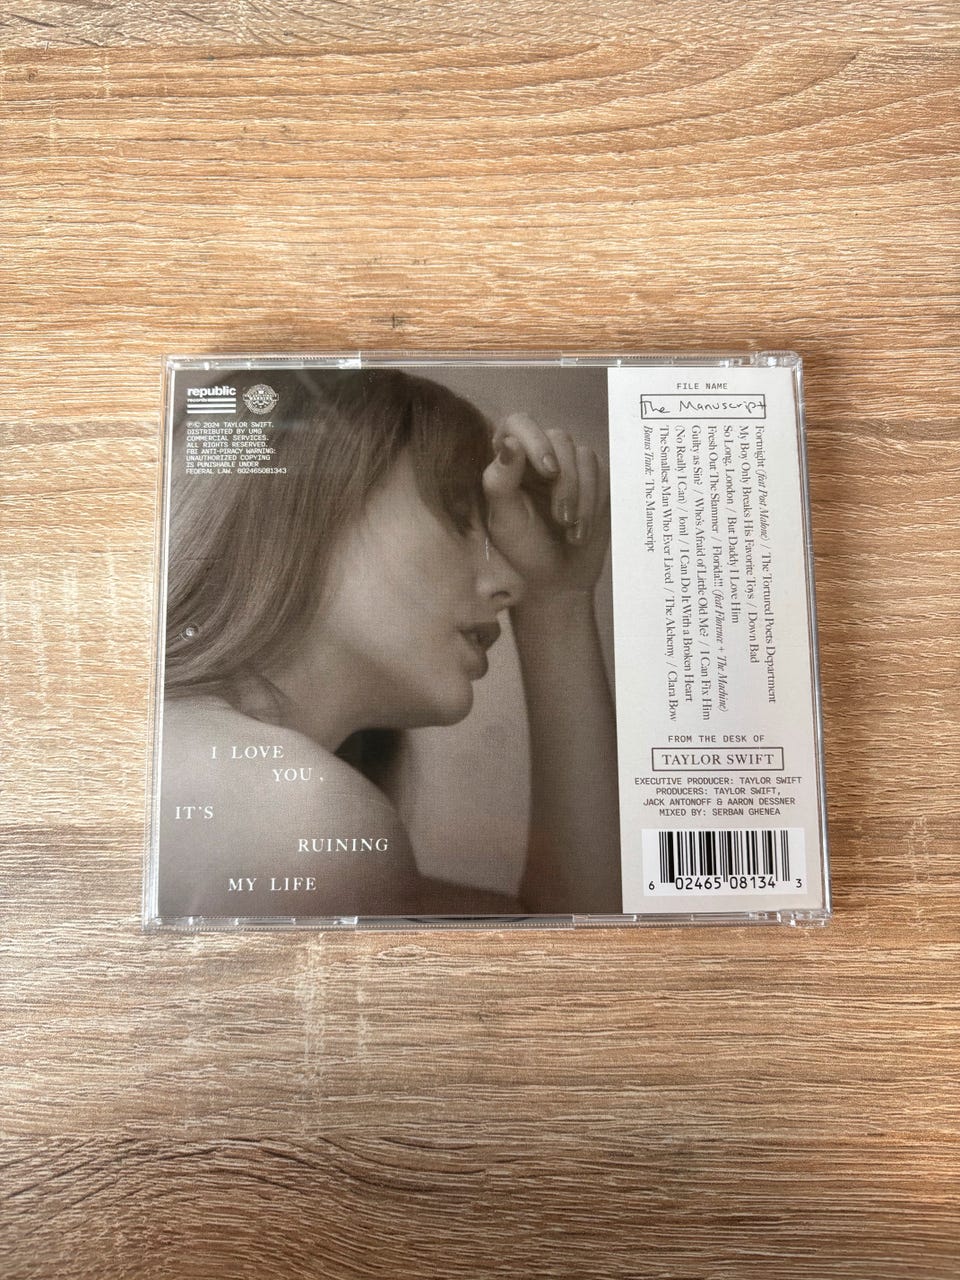 republic
records
℗© 2024 TAYLOR SWIFT.
DISTRIBUTED BY UMG
COMMERCIAL SERVICES.
ALL RIGHTS RESERVED.
FBI ANTI-PIRACY WARNING:
UNAUTHORIZED COPYING
IS PUNISHABLE UNDER
FEDERAL LAW. 602465081343
I LOVE
YOU,
IT'S
RUINING
MY LIFE
FILE NAME
The Manuscript
Fortnight (feat Post Malone) / The Tortured Poets Department
My Boy Only Breaks His Favorite Toys / Down Bad
So Long, London / But Daddy I Love Him
Fresh Out The Slammer / Florida!!! (feat Florence + The Machine)
Guilty as Sin? / Who's Afraid of Little Old Me? / I Can Fix Him
(No Really I Can) / loml / I Can Do It With a Broken Heart
The Smallest Man Who Ever Lived / The Alchemy / Clara Bow
Bonus Track: The Manuscript
FROM THE DESK OF
TAYLOR SWIFT
EXECUTIVE PRODUCER: TAYLOR SWIFT
PRODUCERS: TAYLOR SWIFT,
JACK ANTONOFF & AARON DESSNER
MIXED BY: SERBAN GHENEA
6 02465 08134 3